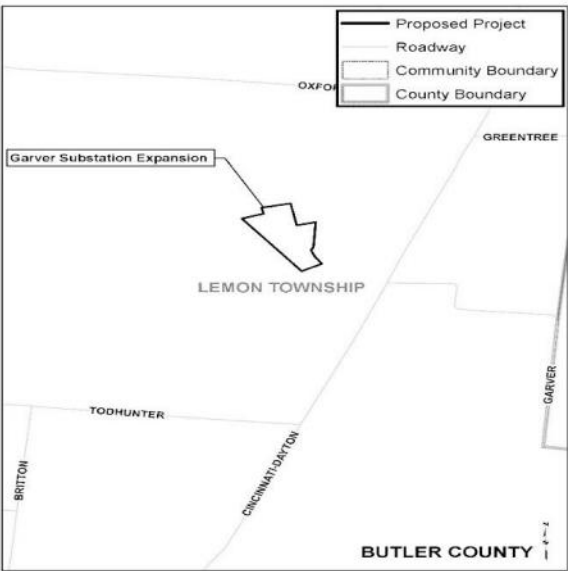 Proposed Project
Roadway
Community Boundary
County Boundary
GREENTREE
Garver Substation Expansion
LEMON TOWNSHIP
GARVER
TODHUNTER
BRITTON
CINCINNATI-DAYTON
BUTLER COUNTY